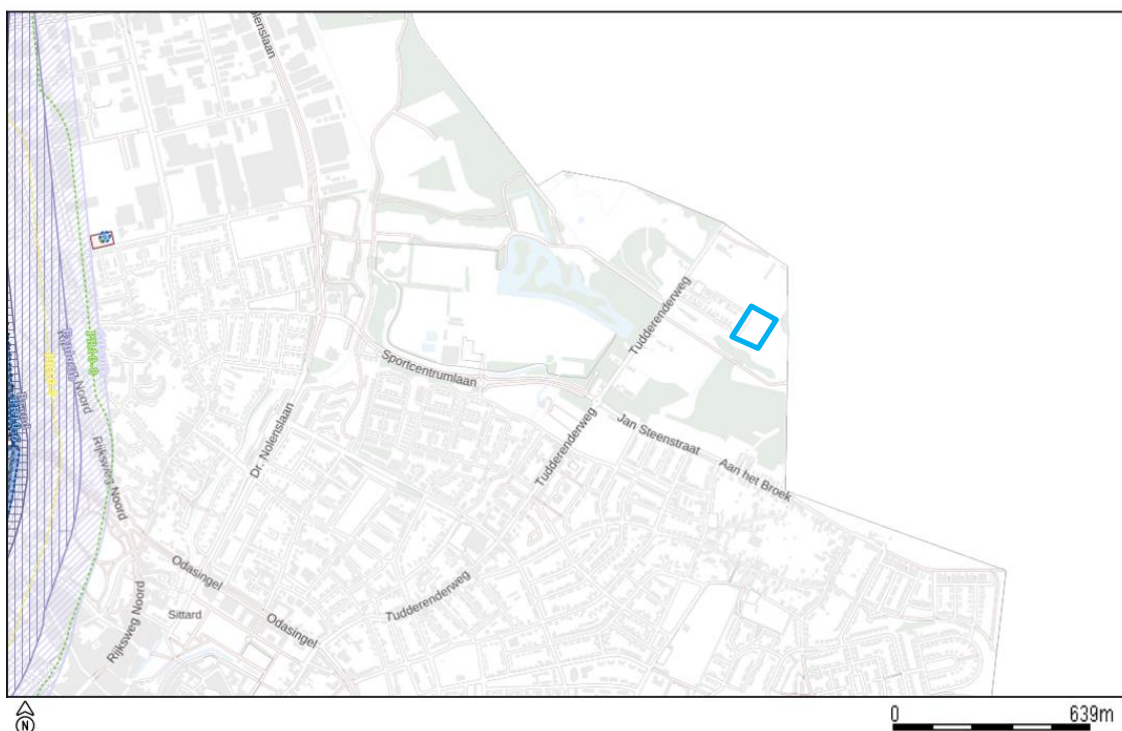 Nolenslaan
Tudderenderweg
Sportcentrumlaan
Noord
Dr. Nolenslaan
Tudderenderweg
Jan Steenstraat
Aan het Broek
Rijksweg Noord
Odasingel
Tudderenderweg
Sittard
Odasingel
Rijksweg Noord
N
0 639m